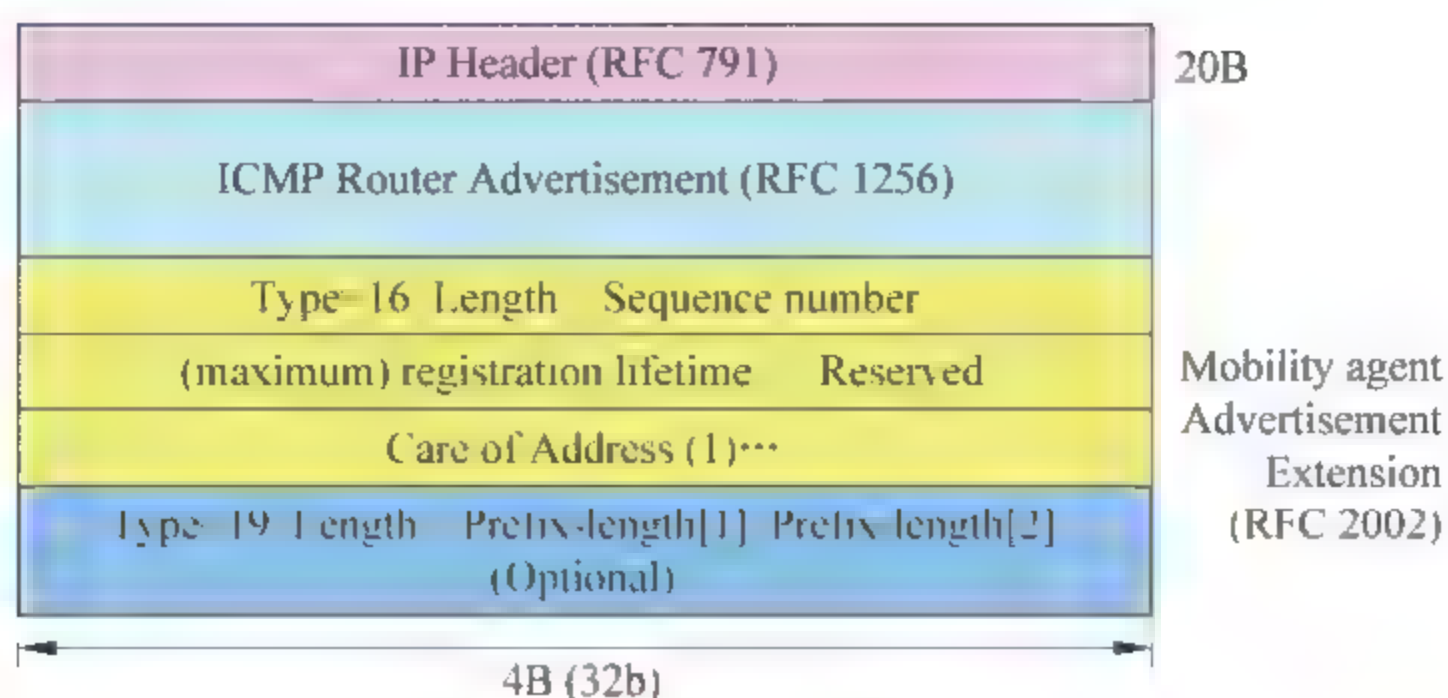 IP Header (RFC 791)
20B
ICMP Router Advertisement (RFC 1256)
Type=16 Length Sequence number
(maximum) registration lifetime Reserved
Care of Address (1)···
Mobility agent
Advertisement
Extension
(RFC 2002)
Type=19 Length Prefix-length[1] Prefix-length[2]
(Optional)
4B (32b)